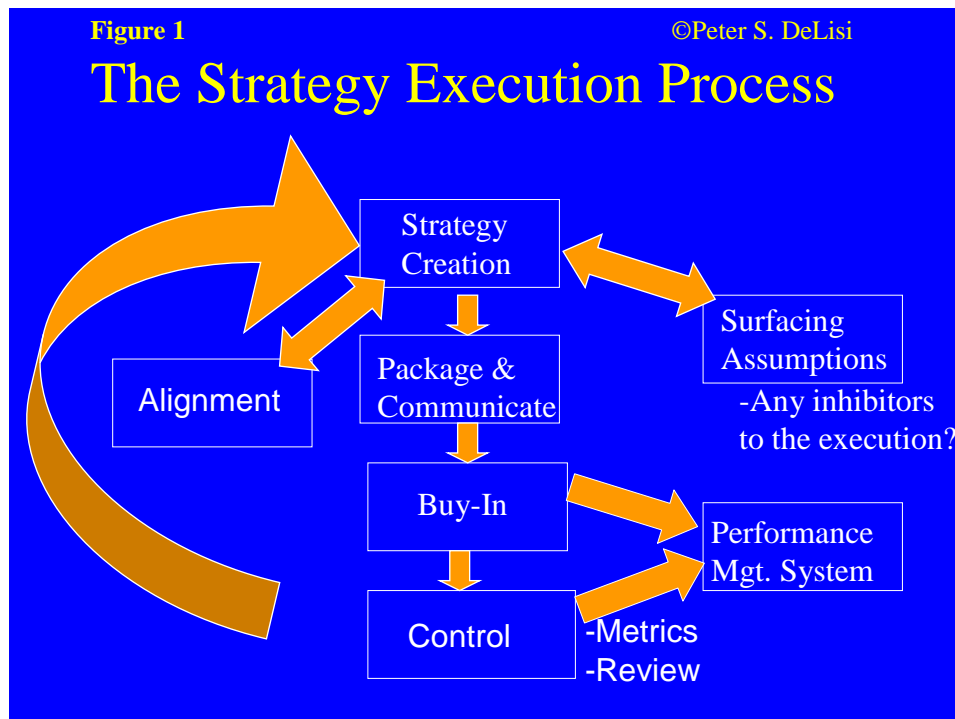 Figure 1
©Peter S. DeLisi
The Strategy Execution Process
Strategy
Creation
Surfacing
Assumptions
-Any inhibitors
to the execution?
Alignment
Package &
Communicate
Buy-In
Performance
Mgt. System
Control
-Metrics
-Review